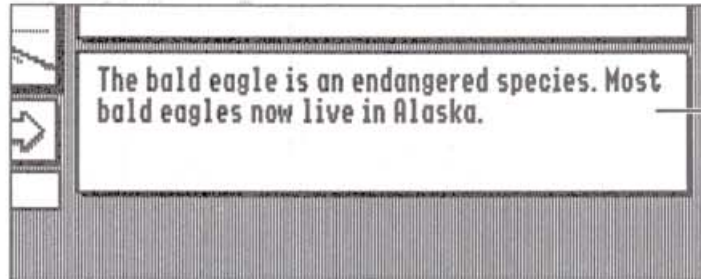 The bald eagle is an endangered species. Most
bald eagles now live in Alaska.